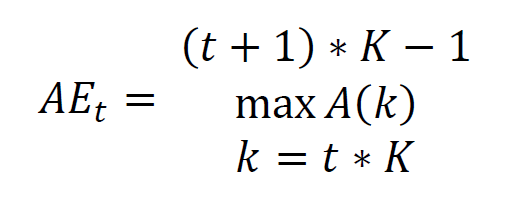 (t + 1) * K − 1
AE_t = max A(k)
k = t * K